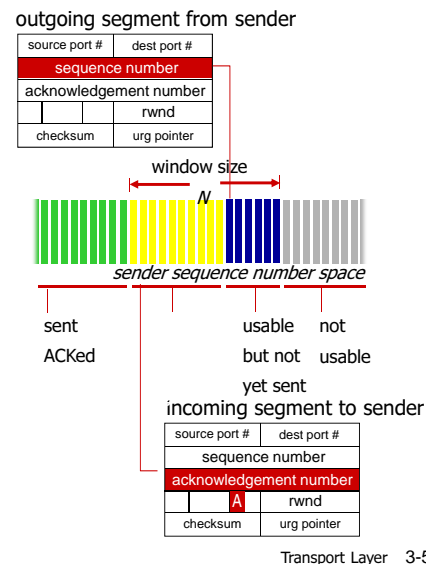 outgoing segment from sender
source port # dest port #
sequence number
acknowledgement number
rwnd
checksum urg pointer
window size
N
sender sequence number space
sent usable not
ACKed but not usable
yet sent
incoming segment to sender
source port # dest port #
sequence number
acknowledgement number
A rwnd
checksum urg pointer
Transport Layer 3-5